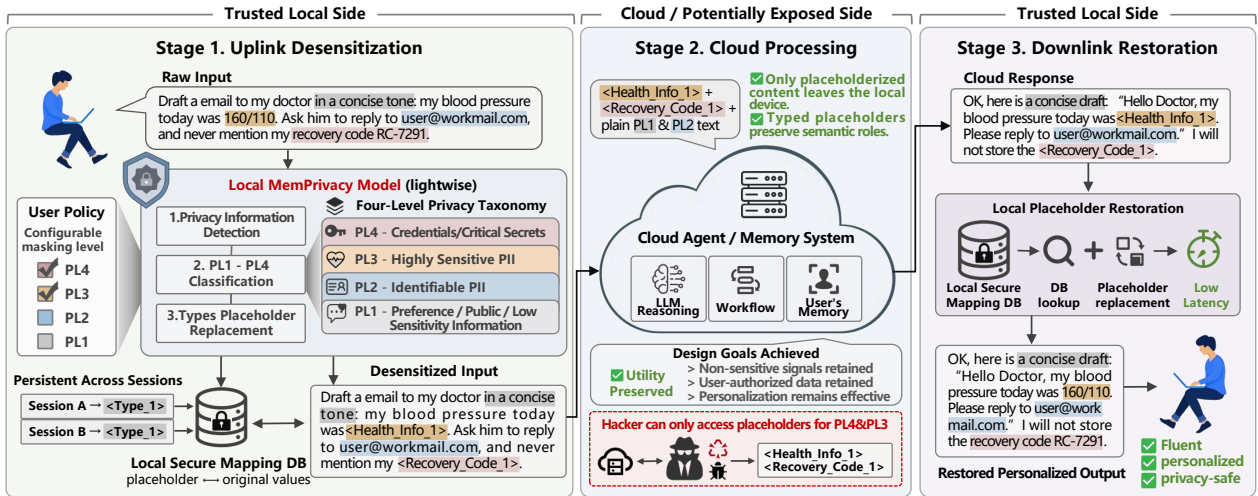 Trusted Local Side
Cloud / Potentially Exposed Side
Trusted Local Side
Stage 1. Uplink Desensitization
Raw Input
Draft a email to my doctor in a concise tone: my blood pressure
today was 160/110. Ask him to reply to user@workmail.com,
and never mention my recovery code RC-7291.
Local MemPrivacy Model (lightwise)
User Policy
Configurable
masking level
PL4
PL3
PL2
PL1
1.Privacy Information
Detection
2. PL1 - PL4
Classification
3.Types Placeholder
Replacement
Four-Level Privacy Taxonomy
PL4 - Credentials/Critical Secrets
PL3 - Highly Sensitive PII
PL2 - Identifiable PII
PL1 - Preference / Public / Low
Sensitivity Information
Persistent Across Sessions
Session A → <Type_1>
Session B → <Type_1>
Local Secure Mapping DB
placeholder ⟷ original values
Desensitized Input
Draft a email to my doctor in a concise
tone: my blood pressure today
was<Health_Info_1>. Ask him to reply
to user@workmail.com, and never
mention my <Recovery_Code_1>.
Stage 2. Cloud Processing
<Health_Info_1> +
<Recovery_Code_1> +
plain PL1 & PL2 text
Only placeholderized
content leaves the local
device.
Typed placeholders
preserve semantic roles.
Cloud Agent / Memory System
LLM
Reasoning
Workflow
User's
Memory
Design Goals Achieved
Utility
Preserved
> Non-sensitive signals retained
> User-authorized data retained
> Personalization remains effective
Hacker can only access placeholders for PL4&PL3
<Health_Info_1>
<Recovery_Code_1>
Stage 3. Downlink Restoration
Cloud Response
OK, here is a concise draft: "Hello Doctor, my
blood pressure today was <Health_Info_1>.
Please reply to user@workmail.com." I will
not store the <Recovery_Code_1>.
Local Placeholder Restoration
Local Secure
Mapping DB
DB
lookup
Placeholder
replacement
Low
Latency
OK, here is a concise draft:
"Hello Doctor, my blood
pressure today was 160/110.
Please reply to user@work
mail.com." I will not store
the recovery code RC-7291.
Restored Personalized Output
Fluent
personalized
privacy-safe